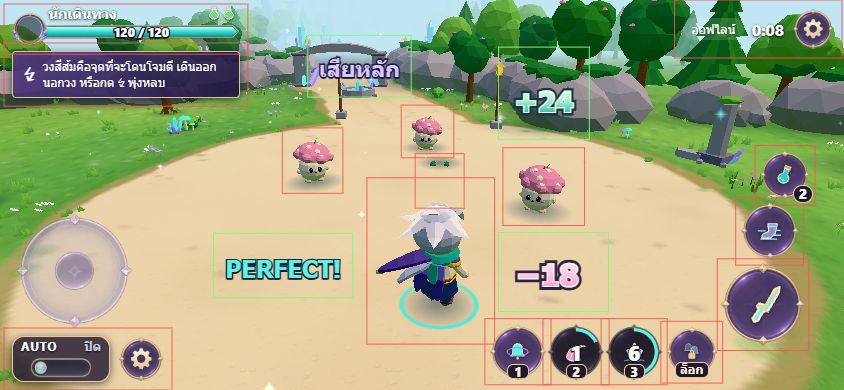 นักเดินทาง
120 / 120
ออฟไลน์ 0:08
วงสีส้มคือจุดที่จะโดนโจมตี เดินออก
นอกวง หรือกด พุ่งหลบ
เสียหลัก
+24
2
PERFECT!
-18
AUTO ปิด
1
1
2
6
3
ล็อก